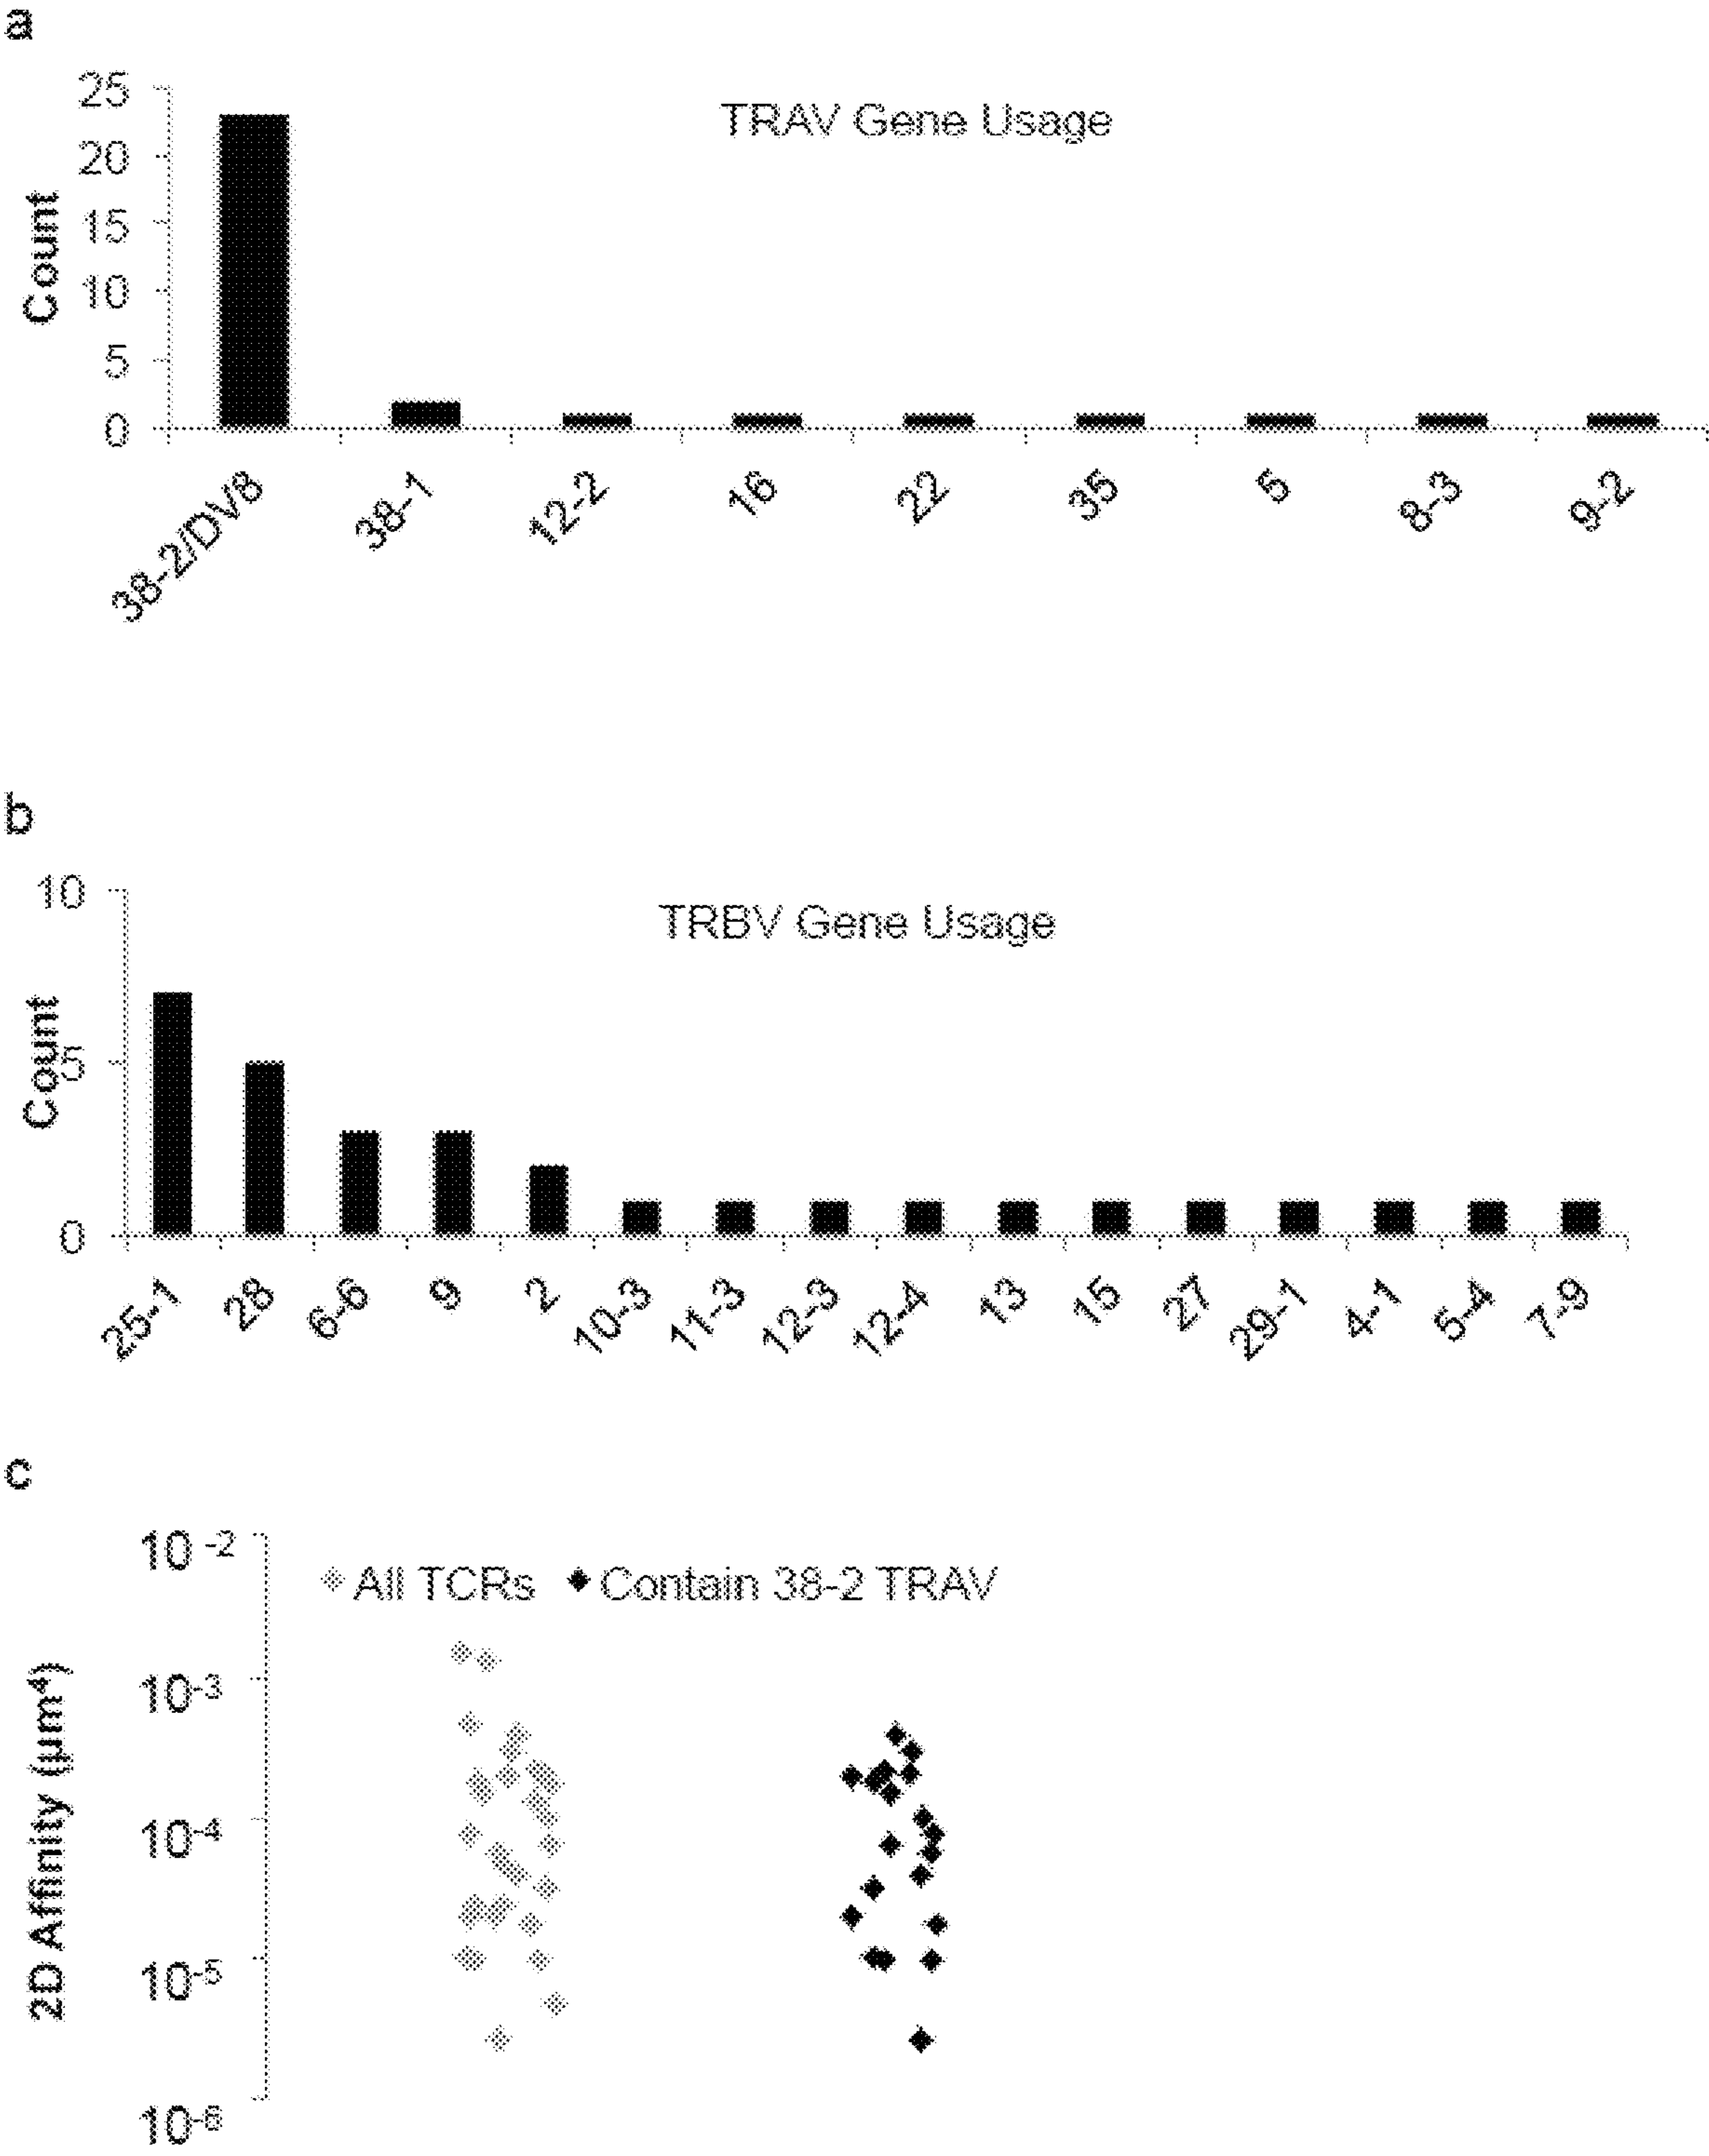 a
TRAV Gene Usage
Count
25
20
15
10
5
0
38-2/DV8 38-1 12-2 16 22 35 5 8-3 9-2
b
TRBV Gene Usage
Count
10
5
0
25-1 28 6-6 9 2 10-3 11-3 12-3 12-4 13 15 27 29-1 4-1 5-4 7-9
c
All TCRs Contain 38-2 TRAV
2D Affinity (μm⁴)
10⁻²
10⁻³
10⁻⁴
10⁻⁵
10⁻⁶